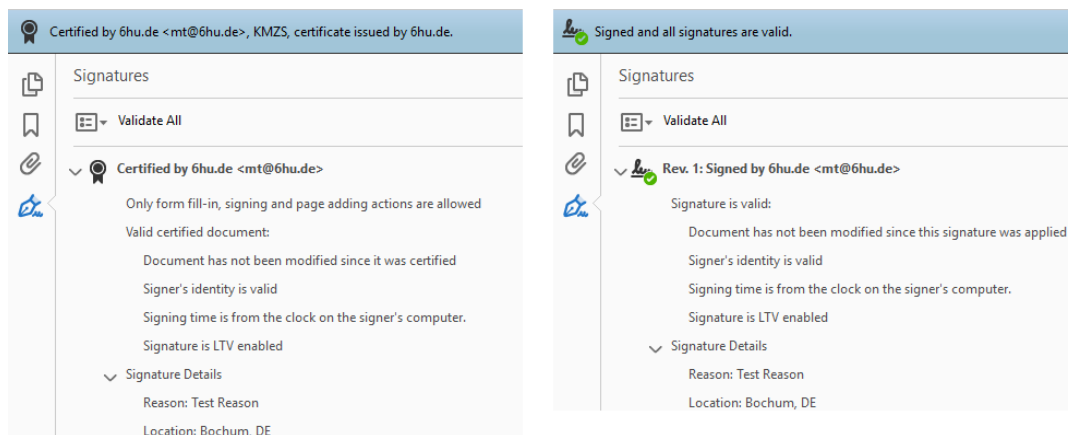 Certified by 6hu.de <mt@6hu.de>, KMZS, certificate issued by 6hu.de.
Signatures
Validate All
Certified by 6hu.de <mt@6hu.de>
Only form fill-in, signing and page adding actions are allowed
Valid certified document:
Document has not been modified since it was certified
Signer's identity is valid
Signing time is from the clock on the signer's computer.
Signature is LTV enabled
Signature Details
Reason: Test Reason
Location: Bochum, DE
Signed and all signatures are valid.
Signatures
Validate All
Rev. 1: Signed by 6hu.de <mt@6hu.de>
Signature is valid:
Document has not been modified since this signature was applied
Signer's identity is valid
Signing time is from the clock on the signer's computer.
Signature is LTV enabled
Signature Details
Reason: Test Reason
Location: Bochum, DE